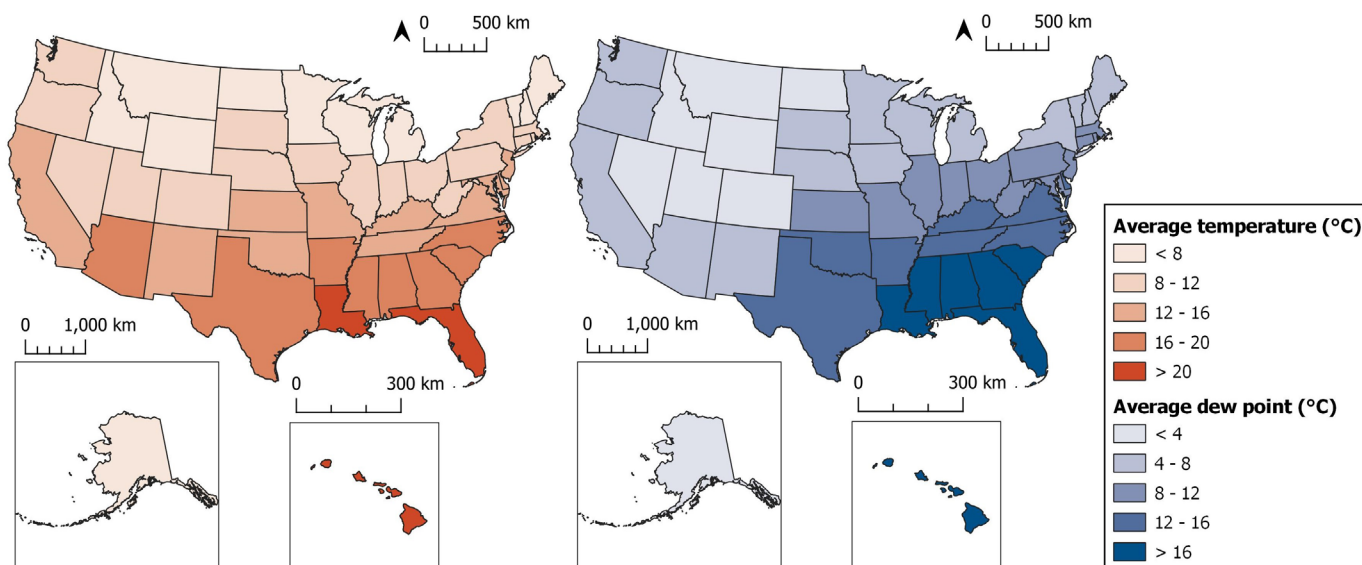 0 500 km
0 500 km
0 1,000 km
0 300 km
0 1,000 km
0 300 km
Average temperature (°C)
< 8
8 - 12
12 - 16
16 - 20
> 20
Average dew point (°C)
< 4
4 - 8
8 - 12
12 - 16
> 16